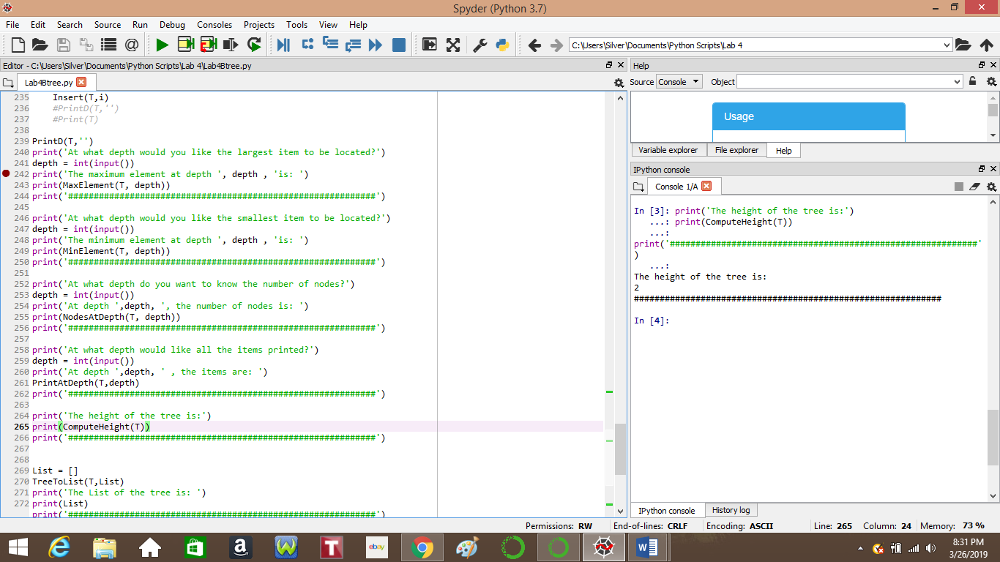 Spyder (Python 3.7)
File Edit Search Source Run Debug Consoles Projects Tools View Help
C:\Users\Silver\Documents\Python Scripts\Lab 4
Editor - C:\Users\Silver\Documents\Python Scripts\Lab 4\Lab4Btree.py
Lab4Btree.py
235     Insert(T,i)
236     #PrintD(T,'')
237     #Print(T)
238
239 PrintD(T,'')
240 print('At what depth would you like the largest item to be located?')
241 depth = int(input())
242 print('The maximum element at depth ', depth , 'is: ')
243 print(MaxElement(T, depth))
244 print('############################################################')
245
246 print('At what depth would you like the smallest item to be located?')
247 depth = int(input())
248 print('The minimum element at depth ', depth , 'is: ')
249 print(MinElement(T, depth))
250 print('############################################################')
251
252 print('At what depth do you want to know the number of nodes?')
253 depth = int(input())
254 print('At depth ',depth, ', the number of nodes is: ')
255 print(NodesAtDepth(T, depth))
256 print('############################################################')
257
258 print('At what depth would like all the items printed?')
259 depth = int(input())
260 print('At depth ',depth, ' , the items are: ')
261 PrintAtDepth(T,depth)
262 print('############################################################')
263
264 print('The height of the tree is:')
265 print(ComputeHeight(T))
266 print('############################################################')
267
268
269 List = []
270 TreeToList(T,List)
271 print('The List of the tree is: ')
272 print(List)
print('############################################################')
Help
Source Console Object
Usage
Variable explorer File explorer Help
IPython console
Console 1/A
In [3]: print('The height of the tree is:')
...: print(ComputeHeight(T))
...:
print('############################################################'
)
...:
The height of the tree is:
2
############################################################
In [4]:
IPython console History log
Permissions: RW End-of-lines: CRLF Encoding: ASCII Line: 265 Column: 24 Memory: 73 %
ebay
8:31 PM
3/26/2019